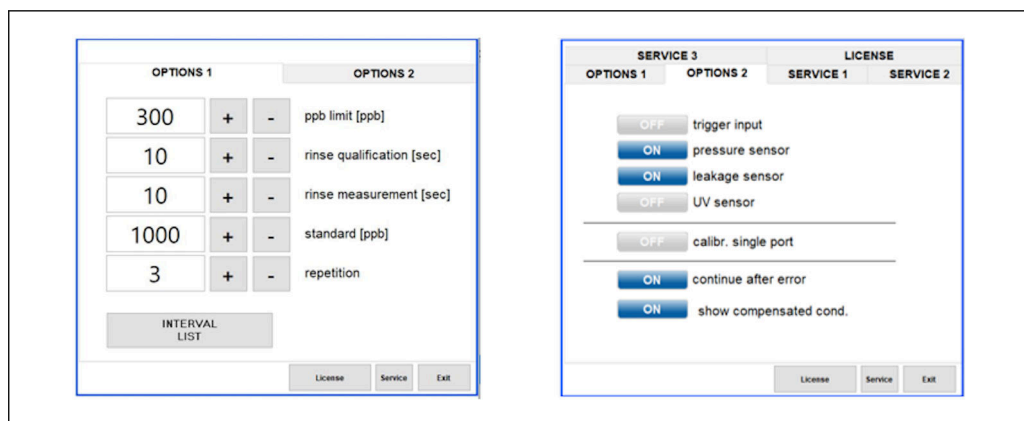 OPTIONS 1 OPTIONS 2
300 + - ppb limit [ppb]
10 + - rinse qualification [sec]
10 + - rinse measurement [sec]
1000 + - standard [ppb]
3 + - repetition
INTERVAL
LIST
License Service Exit
SERVICE 3 LICENSE
OPTIONS 1 OPTIONS 2 SERVICE 1 SERVICE 2
OFF trigger input
ON pressure sensor
ON leakage sensor
OFF UV sensor
OFF calibr. single port
ON continue after error
ON show compensated cond.
License Service Exit